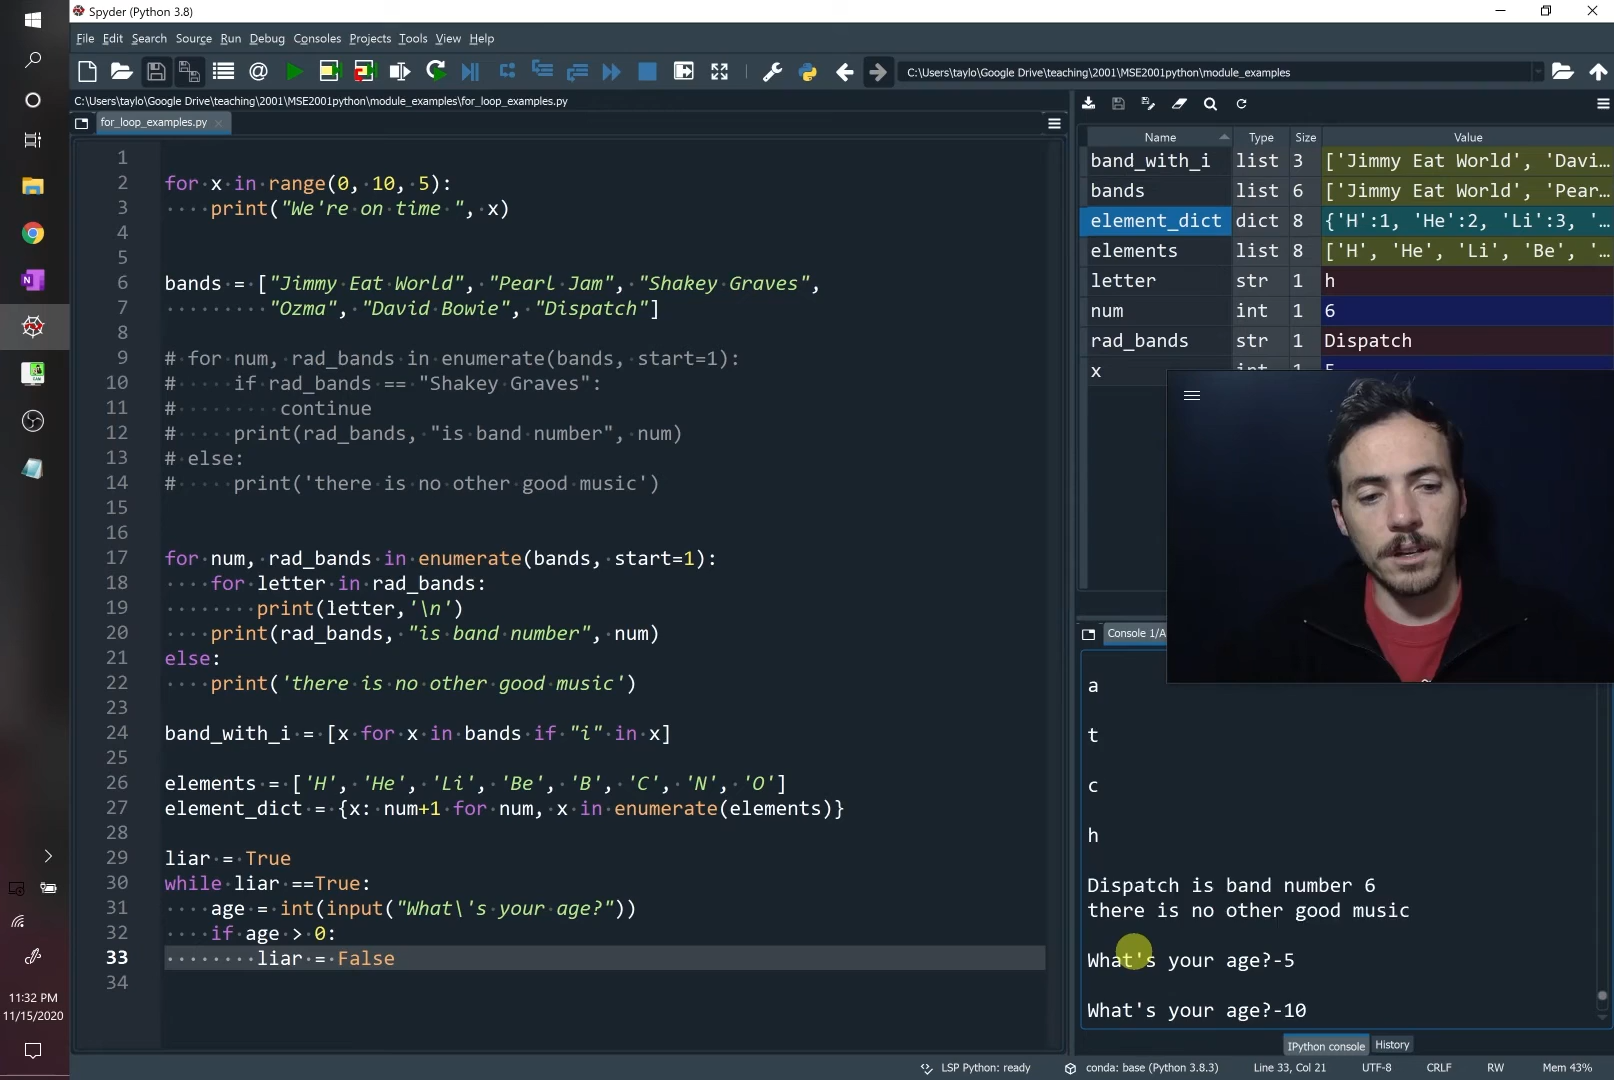 Spyder (Python 3.8)
File Edit Search Source Run Debug Consoles Projects Tools View Help
C:\Users\taylo\Google Drive\teaching\2001\MSE2001python\module_examples
C:\Users\taylo\Google Drive\teaching\2001\MSE2001python\module_examples\for_loop_examples.py
for_loop_examples.py
1
2 for x in range(0, 10, 5):
3 print("We're on time ", x)
4
5
6 bands = ["Jimmy Eat World", "Pearl Jam", "Shakey Graves",
7 "Ozma", "David Bowie", "Dispatch"]
8
9 # for num, rad_bands in enumerate(bands, start=1):
10 # if rad_bands == "Shakey Graves":
11 # continue
12 # print(rad_bands, "is band number", num)
13 # else:
14 # print('there is no other good music')
15
16
17 for num, rad_bands in enumerate(bands, start=1):
18 for letter in rad_bands:
19 print(letter,'\n')
20 print(rad_bands, "is band number", num)
21 else:
22 print('there is no other good music')
23
24 band_with_i = [x for x in bands if "i" in x]
25
26 elements = ['H', 'He', 'Li', 'Be', 'B', 'C', 'N', 'O']
27 element_dict = {x: num+1 for num, x in enumerate(elements)}
28
29 liar = True
30 while liar ==True:
31 age = int(input("What\'s your age?"))
32 if age > 0:
33 liar = False
34
Name Type Size Value
band_with_i list 3 ['Jimmy Eat World', 'Davi...
bands list 6 ['Jimmy Eat World', 'Pear...
element_dict dict 8 {'H':1, 'He':2, 'Li':3, '...
elements list 8 ['H', 'He', 'Li', 'Be', '...
letter str 1 h
num int 1 6
rad_bands str 1 Dispatch
x int 1 5
Console 1/A
a
t
c
h
Dispatch is band number 6
there is no other good music
What's your age?-5
What's your age?-10
IPython console History
LSP Python: ready conda: base (Python 3.8.3) Line 33, Col 21 UTF-8 CRLF RW Mem 43%
11:32 PM
11/15/2020